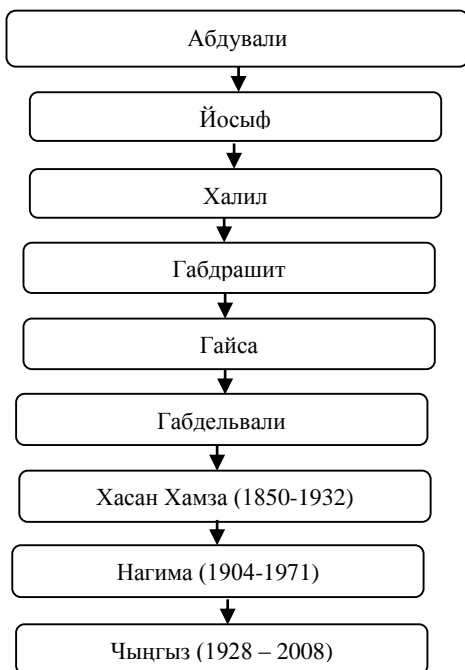 Абдували
Йосыф
Халил
Габдрашит
Гайса
Габдельвали
Хасан Хамза (1850-1932)
Нагима (1904-1971)
Чыңгыз (1928 – 2008)